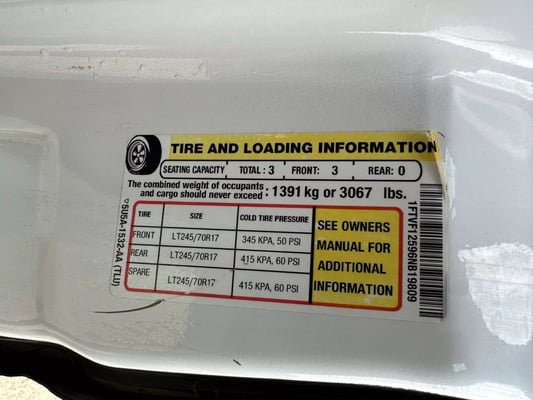 TIRE AND LOADING INFORMATION
SEATING CAPACITY TOTAL : 3 FRONT: 3 REAR: 0
The combined weight of occupants
and cargo should never exceed : 1391 kg or 3067 lbs.
TIRE SIZE COLD TIRE PRESSURE
FRONT LT245/70R17 345 KPA, 50 PSI
REAR LT245/70R17 415 KPA, 60 PSI
SPARE LT245/70R17 415 KPA, 60 PSI
SEE OWNERS
MANUAL FOR
ADDITIONAL
INFORMATION
5U5A-1532-AA (TLU)